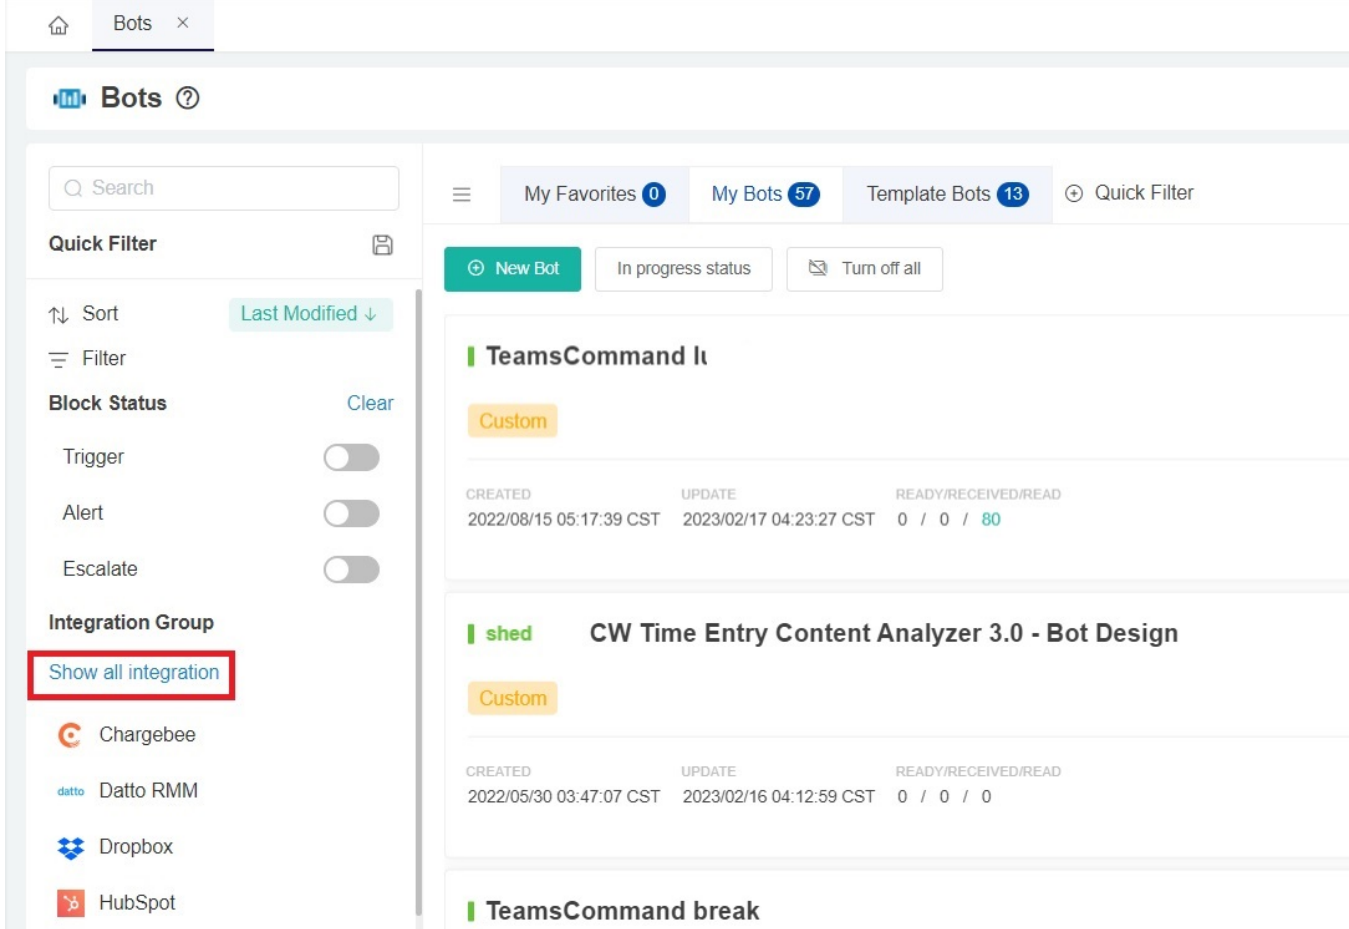 Bots ×
Bots ?
Search
Quick Filter
Sort Last Modified ↓
Filter
Block Status Clear
Trigger
Alert
Escalate
Integration Group
Show all integration
Chargebee
datto Datto RMM
Dropbox
HubSpot
My Favorites 0 My Bots 57 Template Bots 13 Quick Filter
New Bot In progress status Turn off all
TeamsCommand
Custom
CREATED UPDATE READY/RECEIVED/READ
2022/08/15 05:17:39 CST 2023/02/17 04:23:27 CST 0 / 0 / 80
shed CW Time Entry Content Analyzer 3.0 - Bot Design
Custom
CREATED UPDATE READY/RECEIVED/READ
2022/05/30 03:47:07 CST 2023/02/16 04:12:59 CST 0 / 0 / 0
TeamsCommand break